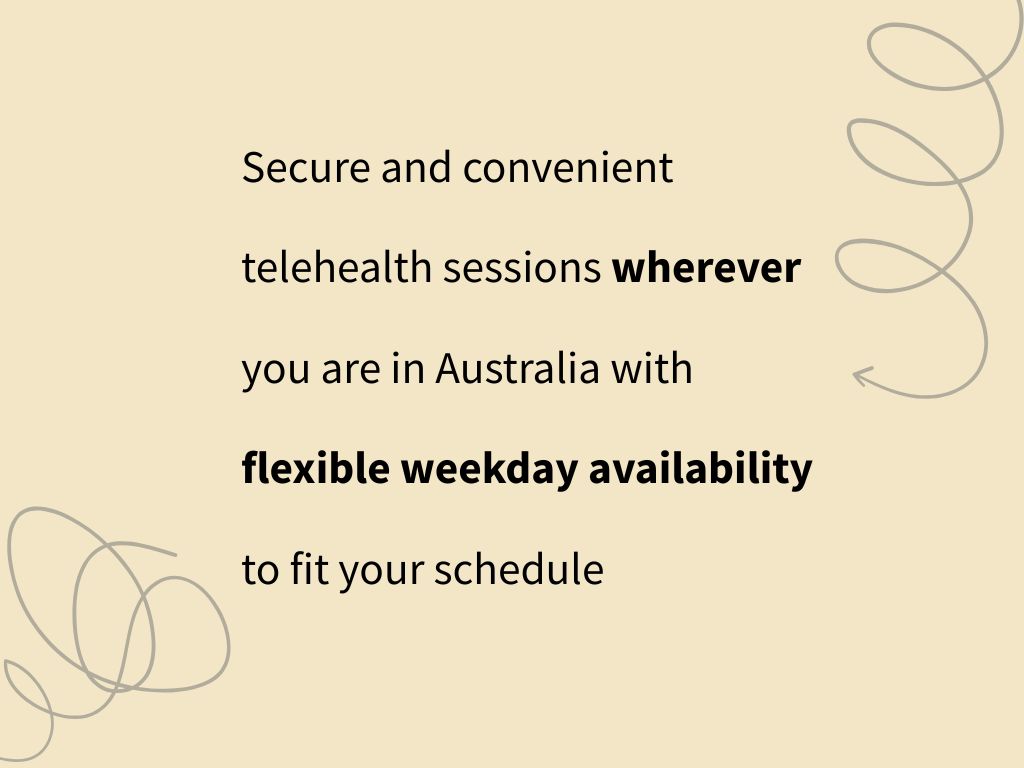 Secure and convenient
telehealth sessions wherever
you are in Australia with
flexible weekday availability
to fit your schedule